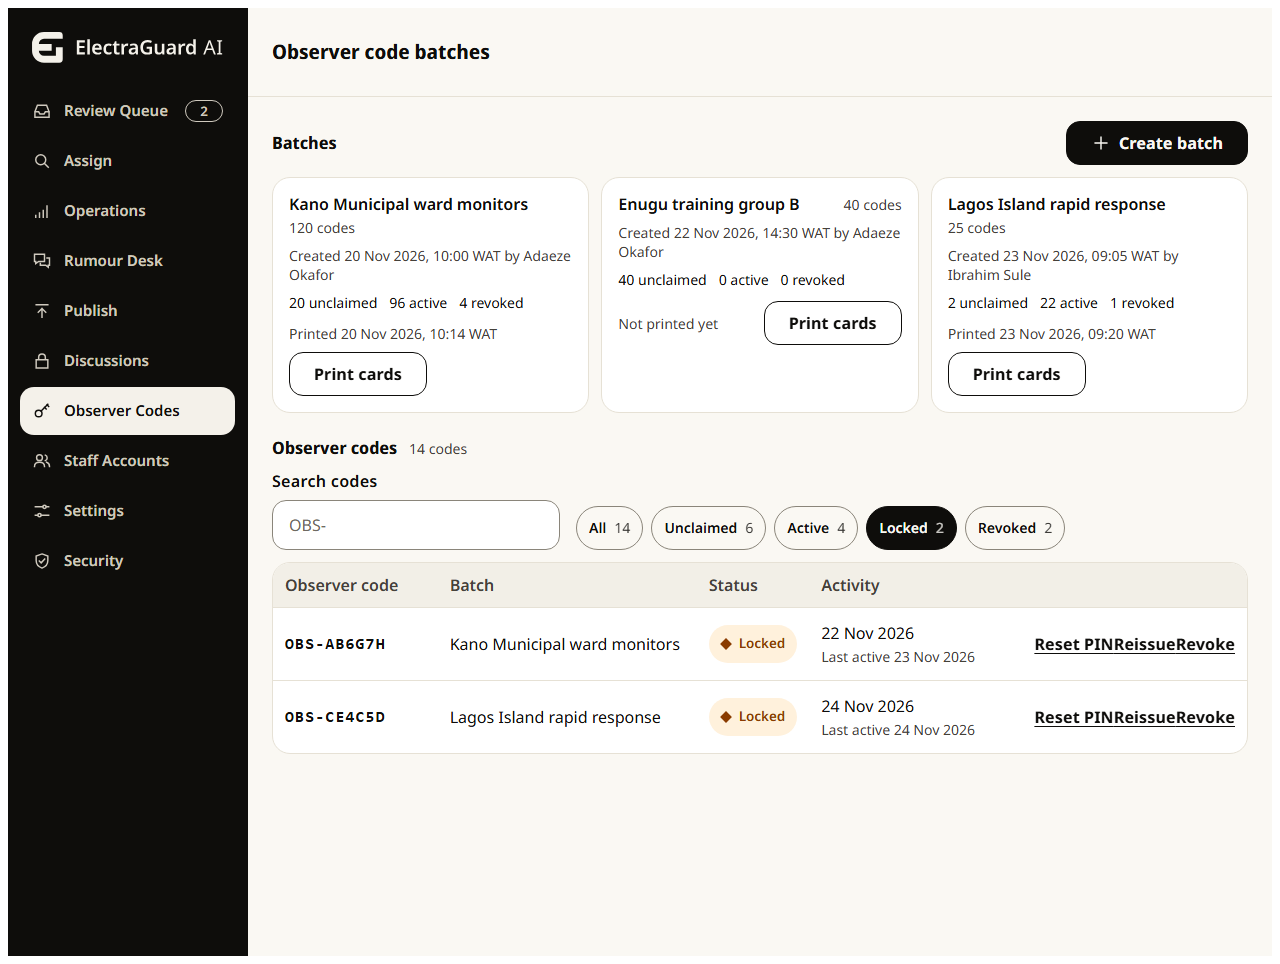 ElectraGuard AI
Review Queue 2
Assign
Operations
Rumour Desk
Publish
Discussions
Observer Codes
Staff Accounts
Settings
Security
Observer code batches
Batches
Create batch
Kano Municipal ward monitors
120 codes
Created 20 Nov 2026, 10:00 WAT by Adaeze
Okafor
20 unclaimed 96 active 4 revoked
Printed 20 Nov 2026, 10:14 WAT
Print cards
Enugu training group B 40 codes
Created 22 Nov 2026, 14:30 WAT by Adaeze
Okafor
40 unclaimed 0 active 0 revoked
Not printed yet Print cards
Lagos Island rapid response
25 codes
Created 23 Nov 2026, 09:05 WAT by
Ibrahim Sule
2 unclaimed 22 active 1 revoked
Printed 23 Nov 2026, 09:20 WAT
Print cards
Observer codes 14 codes
Search codes
OBS-
All 14 Unclaimed 6 Active 4 Locked 2 Revoked 2
Observer code Batch Status Activity
OBS-AB6G7H Kano Municipal ward monitors Locked 22 Nov 2026
Last active 23 Nov 2026
Reset PINReissueRevoke
OBS-CE4C5D Lagos Island rapid response Locked 24 Nov 2026
Last active 24 Nov 2026
Reset PINReissueRevoke